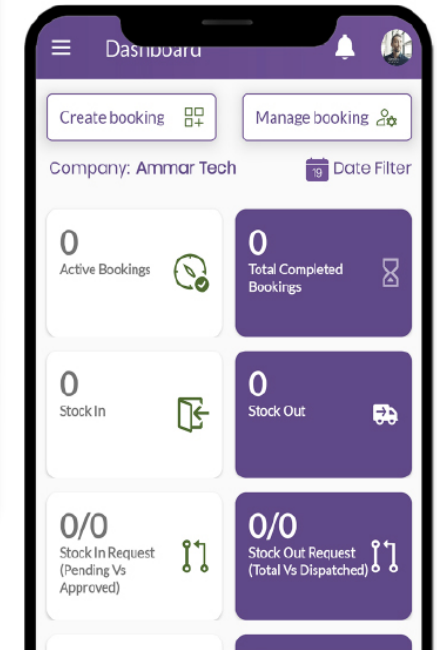 Dashboard
Create booking
Manage booking
Company: Ammar Tech
19 Date Filter
0
Active Bookings
0
Total Completed
Bookings
0
Stock In
0
Stock Out
0/0
Stock In Request
(Pending Vs
Approved)
0/0
Stock Out Request
(Total Vs Dispatched)